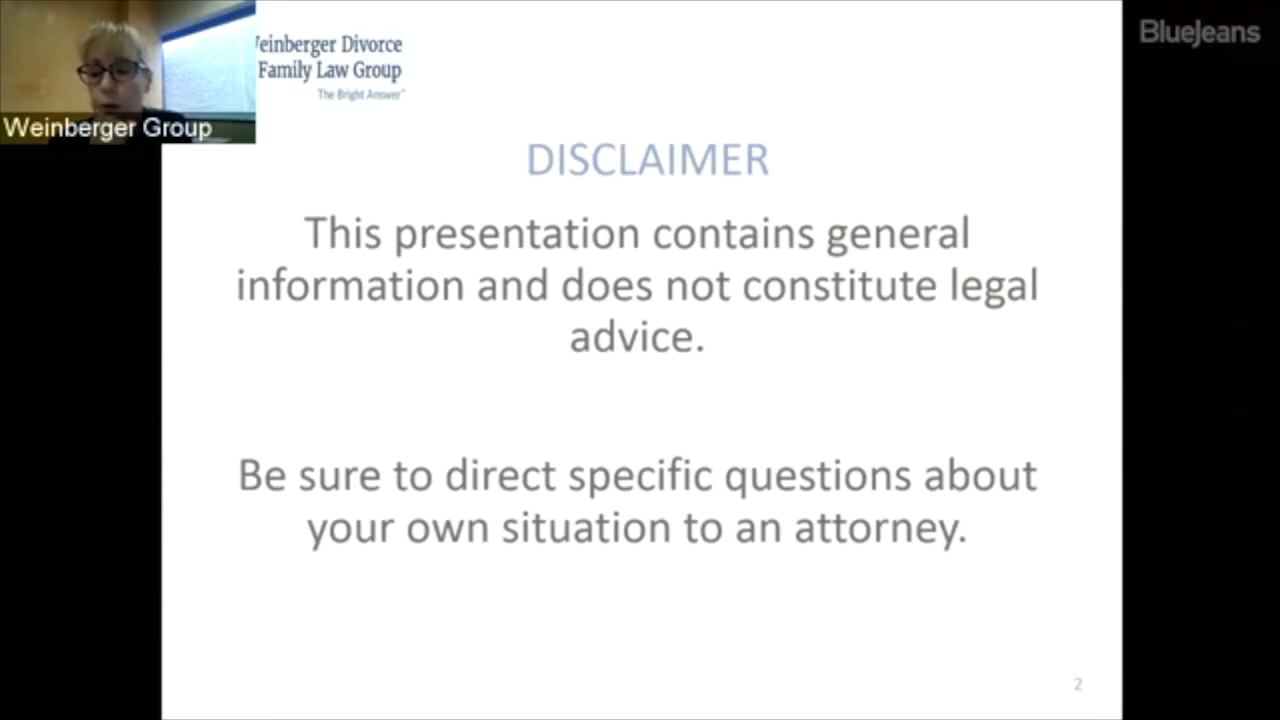 einberger Divorce
Family Law Group
The Bright Answer
BlueJeans
Weinberger Group
DISCLAIMER
This presentation contains general
information and does not constitute legal
advice.
Be sure to direct specific questions about
your own situation to an attorney.
2